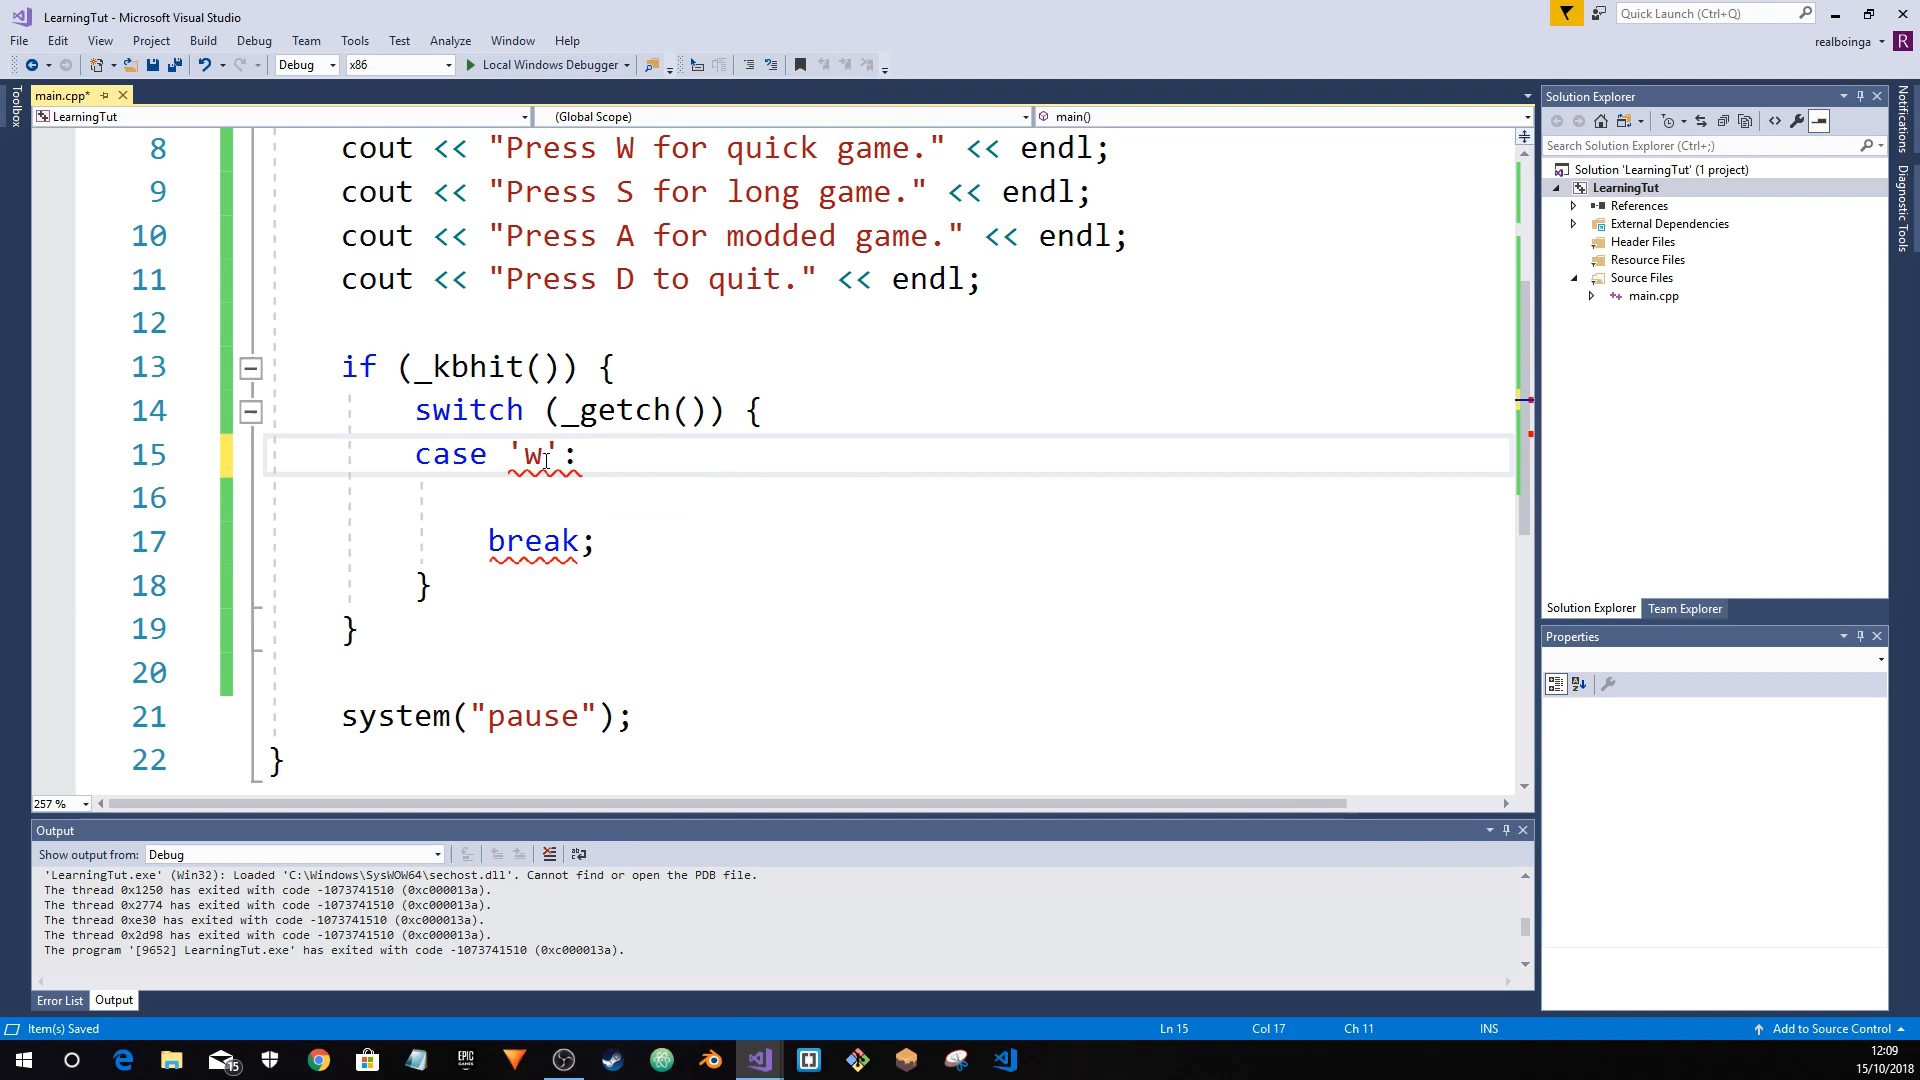 LearningTut - Microsoft Visual Studio
Quick Launch (Ctrl+Q)
File Edit View Project Build Debug Team Tools Test Analyze Window Help
realboinga R
Debug x86 Local Windows Debugger
Toolbox
main.cpp*
LearningTut (Global Scope) main()
8 cout << "Press W for quick game." << endl;
9 cout << "Press S for long game." << endl;
10 cout << "Press A for modded game." << endl;
11 cout << "Press D to quit." << endl;
12
13 if (_kbhit()) {
14 switch (_getch()) {
15 case 'w':
16
17 break;
18 }
19 }
20
21 system("pause");
22 }
257 %
Output
Show output from: Debug
'LearningTut.exe' (Win32): Loaded 'C:\Windows\SysWOW64\sechost.dll'. Cannot find or open the PDB file.
The thread 0x1250 has exited with code -1073741510 (0xc000013a).
The thread 0x2774 has exited with code -1073741510 (0xc000013a).
The thread 0xe30 has exited with code -1073741510 (0xc000013a).
The thread 0x2d98 has exited with code -1073741510 (0xc000013a).
The program '[9652] LearningTut.exe' has exited with code -1073741510 (0xc000013a).
Error List Output
Solution Explorer
Search Solution Explorer (Ctrl+;)
Solution 'LearningTut' (1 project)
LearningTut
References
External Dependencies
Header Files
Resource Files
Source Files
main.cpp
Solution Explorer Team Explorer
Properties
Notifications
Diagnostic Tools
Item(s) Saved Ln 15 Col 17 Ch 11 INS Add to Source Control
15
EPIC GAMES
12:09
15/10/2018